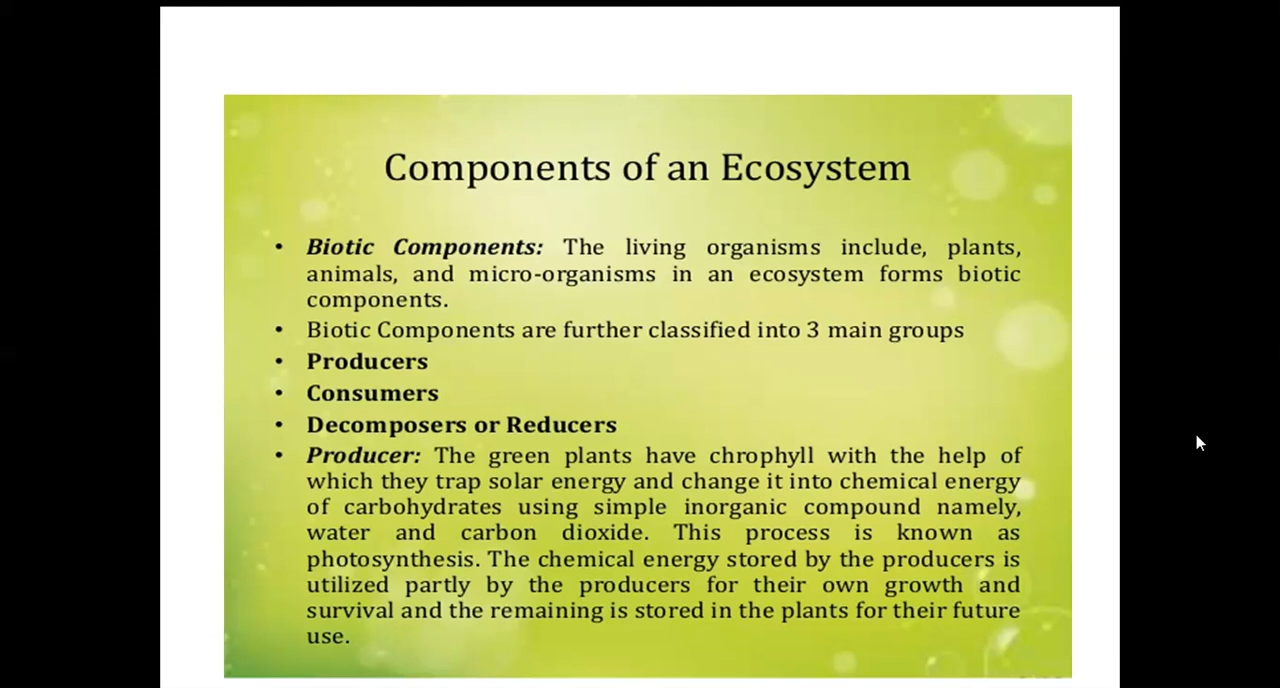 Components of an Ecosystem
• Biotic Components: The living organisms include, plants,
animals, and micro-organisms in an ecosystem forms biotic
components.
• Biotic Components are further classified into 3 main groups
• Producers
• Consumers
• Decomposers or Reducers
• Producer: The green plants have chrophyll with the help of
which they trap solar energy and change it into chemical energy
of carbohydrates using simple inorganic compound namely,
water and carbon dioxide. This process is known as
photosynthesis. The chemical energy stored by the producers is
utilized partly by the producers for their own growth and
survival and the remaining is stored in the plants for their future
use.